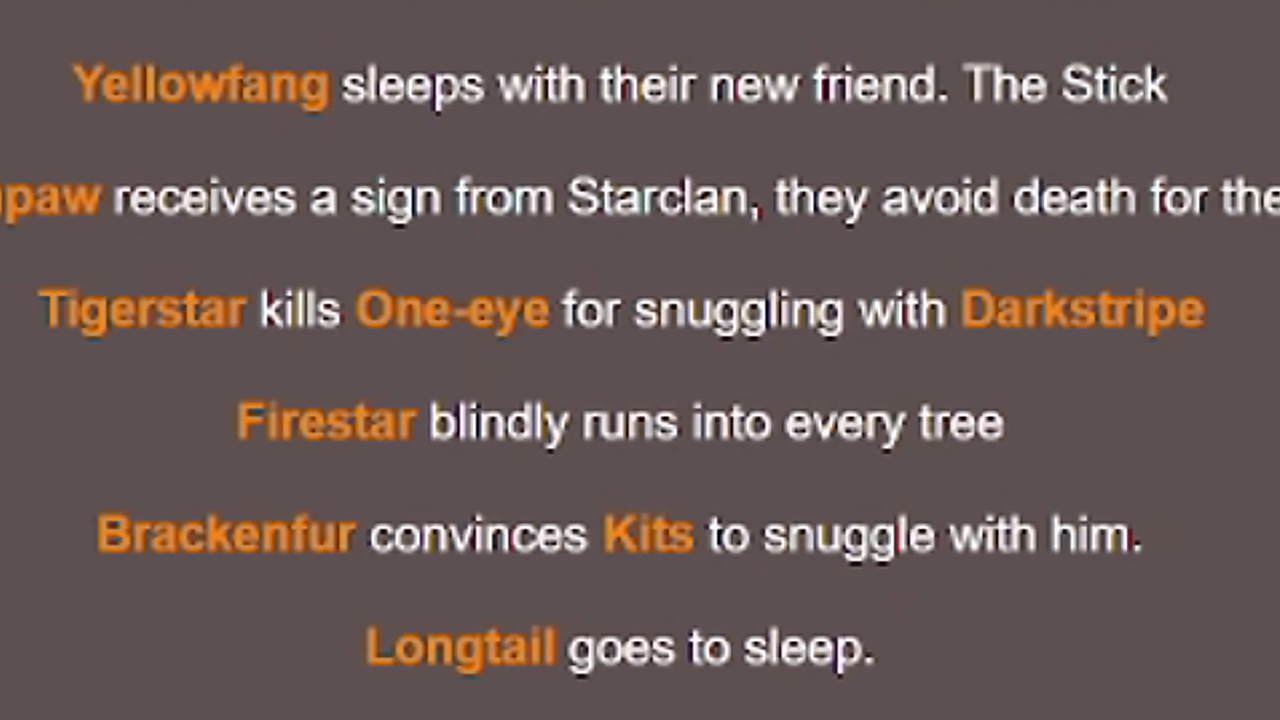 Yellowfang sleeps with their new friend. The Stick
receives a sign from Starclan, they avoid death for the
Tigerstar kills One-eye for snuggling with Darkstripe
Firestar blindly runs into every tree
Brackenfur convinces Kits to snuggle with him.
Longtail goes to sleep.